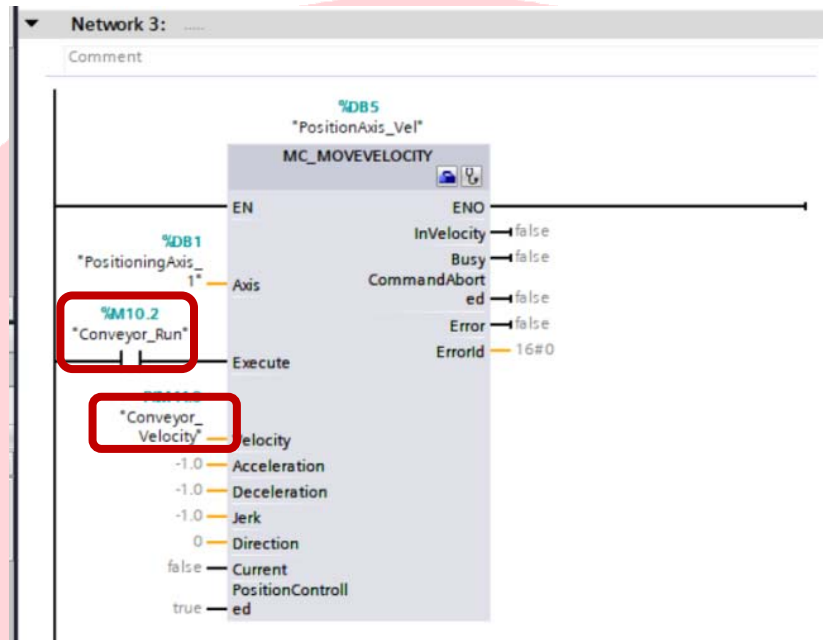 Network 3: .....
Comment
%DB5
"PositionAxis_Vel"
MC_MOVEVELOCITY
EN
ENO
InVelocity
false
%DB1
"PositioningAxis_
1"
Axis
Busy
false
CommandAbort
ed
false
%M10.2
"Conveyor_Run"
Execute
Error
false
ErrorId
16#0
"Conveyor_
Velocity"
Velocity
-1.0
Acceleration
-1.0
Deceleration
-1.0
Jerk
0
Direction
false
Current
PositionControll
true
ed